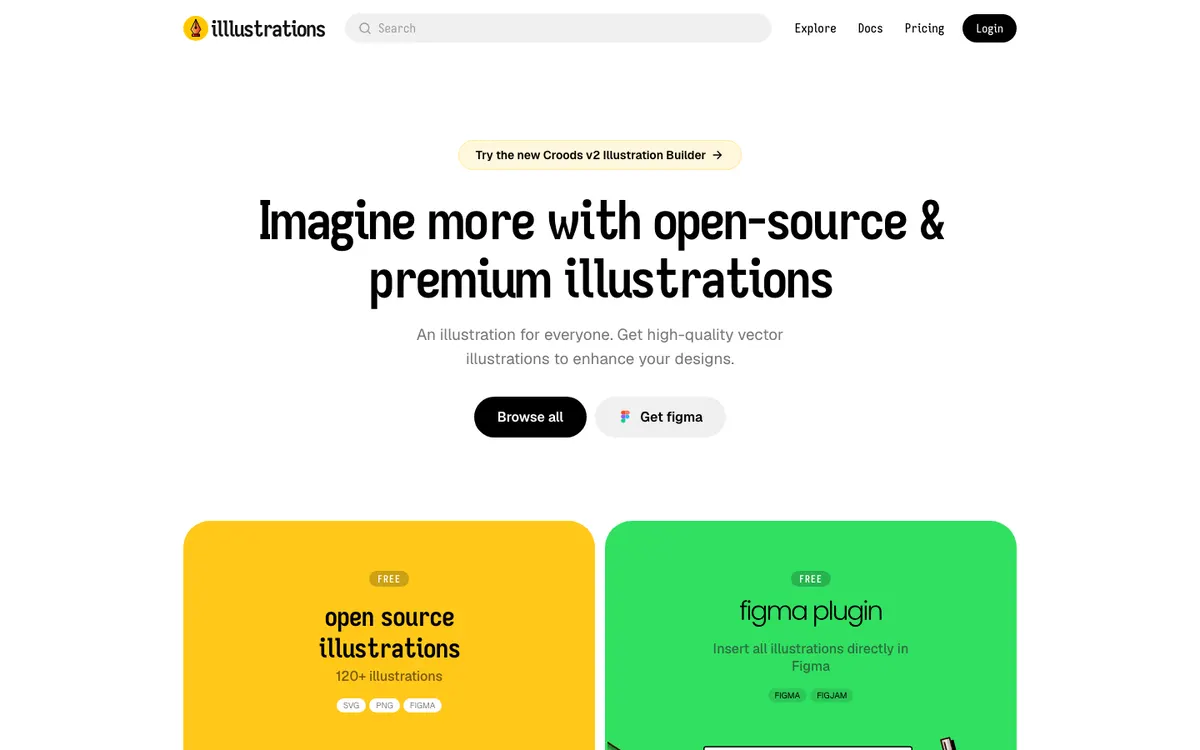 illlustrations
Search
Explore
Docs
Pricing
Login
Try the new Croods v2 Illustration Builder →
Imagine more with open-source &
premium illustrations
An illustration for everyone. Get high-quality vector
illustrations to enhance your designs.
Browse all
Get figma
FREE
open source
illustrations
120+ illustrations
SVG
PNG
FIGMA
FREE
figma plugin
Insert all illustrations directly in
Figma
FIGMA
FIGJAM